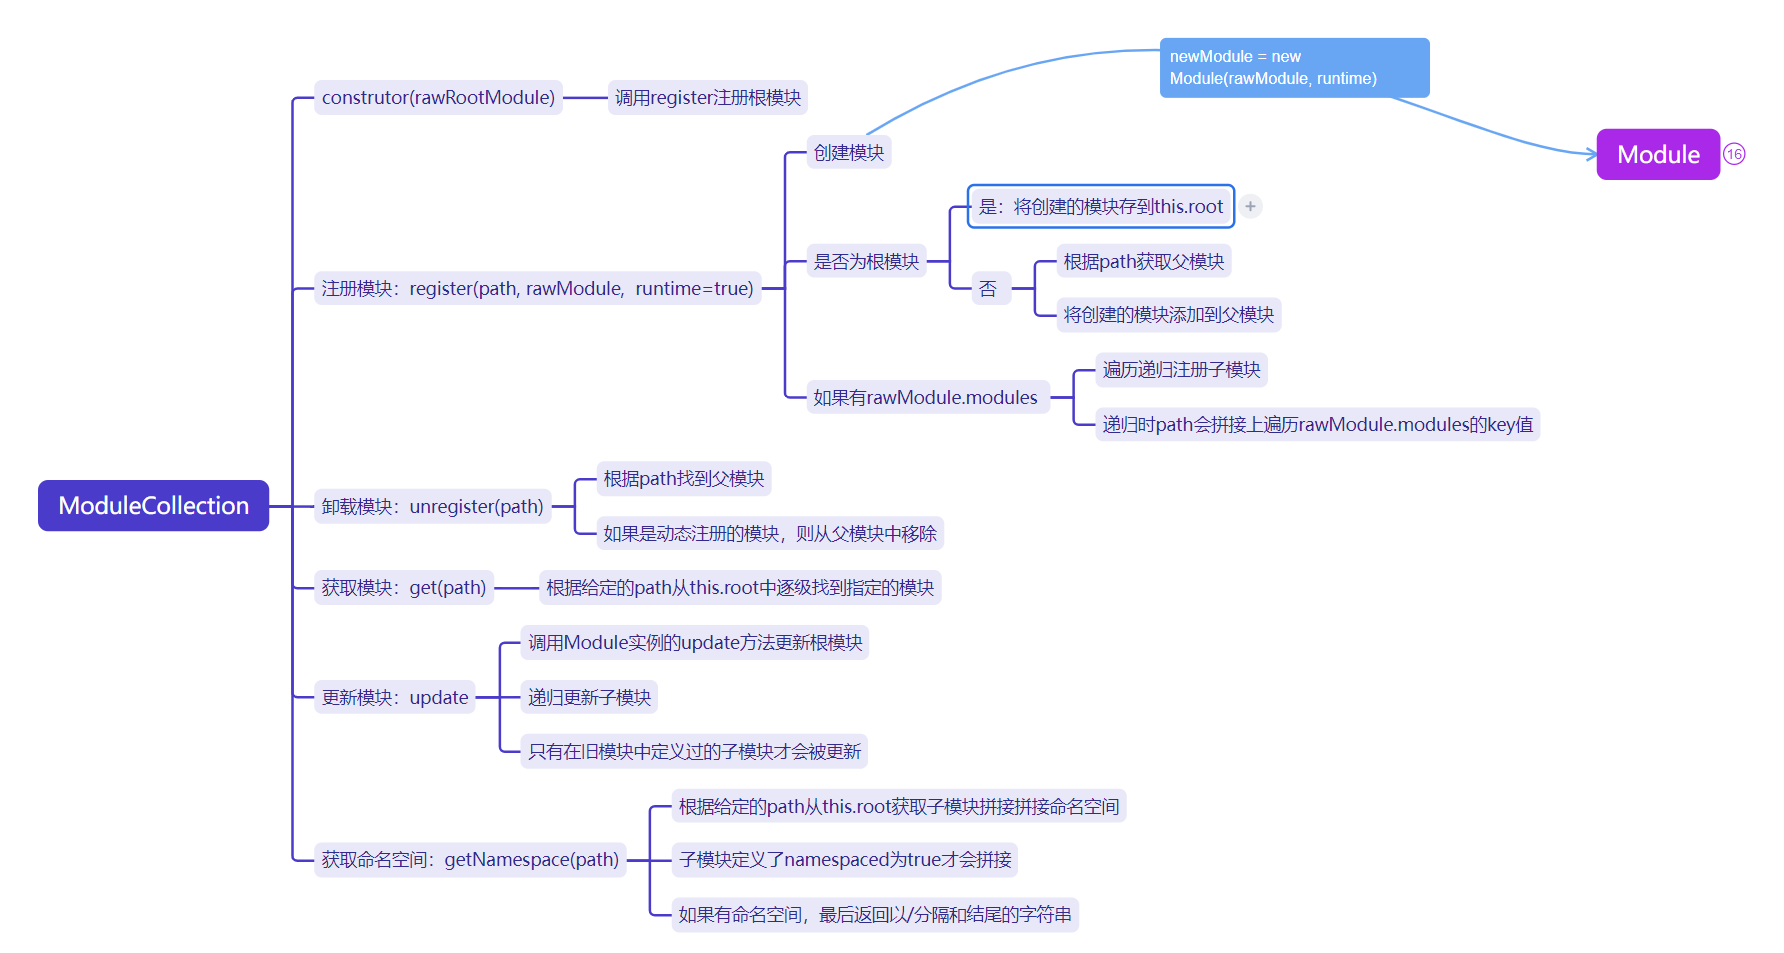 newModule = new
Module(rawModule, runtime)
construtor(rawRootModule)
调用register注册根模块
创建模块
Module
16
是：将创建的模块存到this.root
+
是否为根模块
根据path获取父模块
注册模块：register(path, rawModule,  runtime=true)
否
将创建的模块添加到父模块
遍历递归注册子模块
如果有rawModule.modules
递归时path会拼接上遍历rawModule.modules的key值
根据path找到父模块
ModuleCollection
卸载模块：unregister(path)
如果是动态注册的模块，则从父模块中移除
获取模块：get(path)
根据给定的path从this.root中逐级找到指定的模块
调用Module实例的update方法更新根模块
更新模块：update
递归更新子模块
只有在旧模块中定义过的子模块才会被更新
根据给定的path从this.root获取子模块拼接拼接命名空间
获取命名空间：getNamespace(path)
子模块定义了namespaced为true才会拼接
如果有命名空间，最后返回以/分隔和结尾的字符串